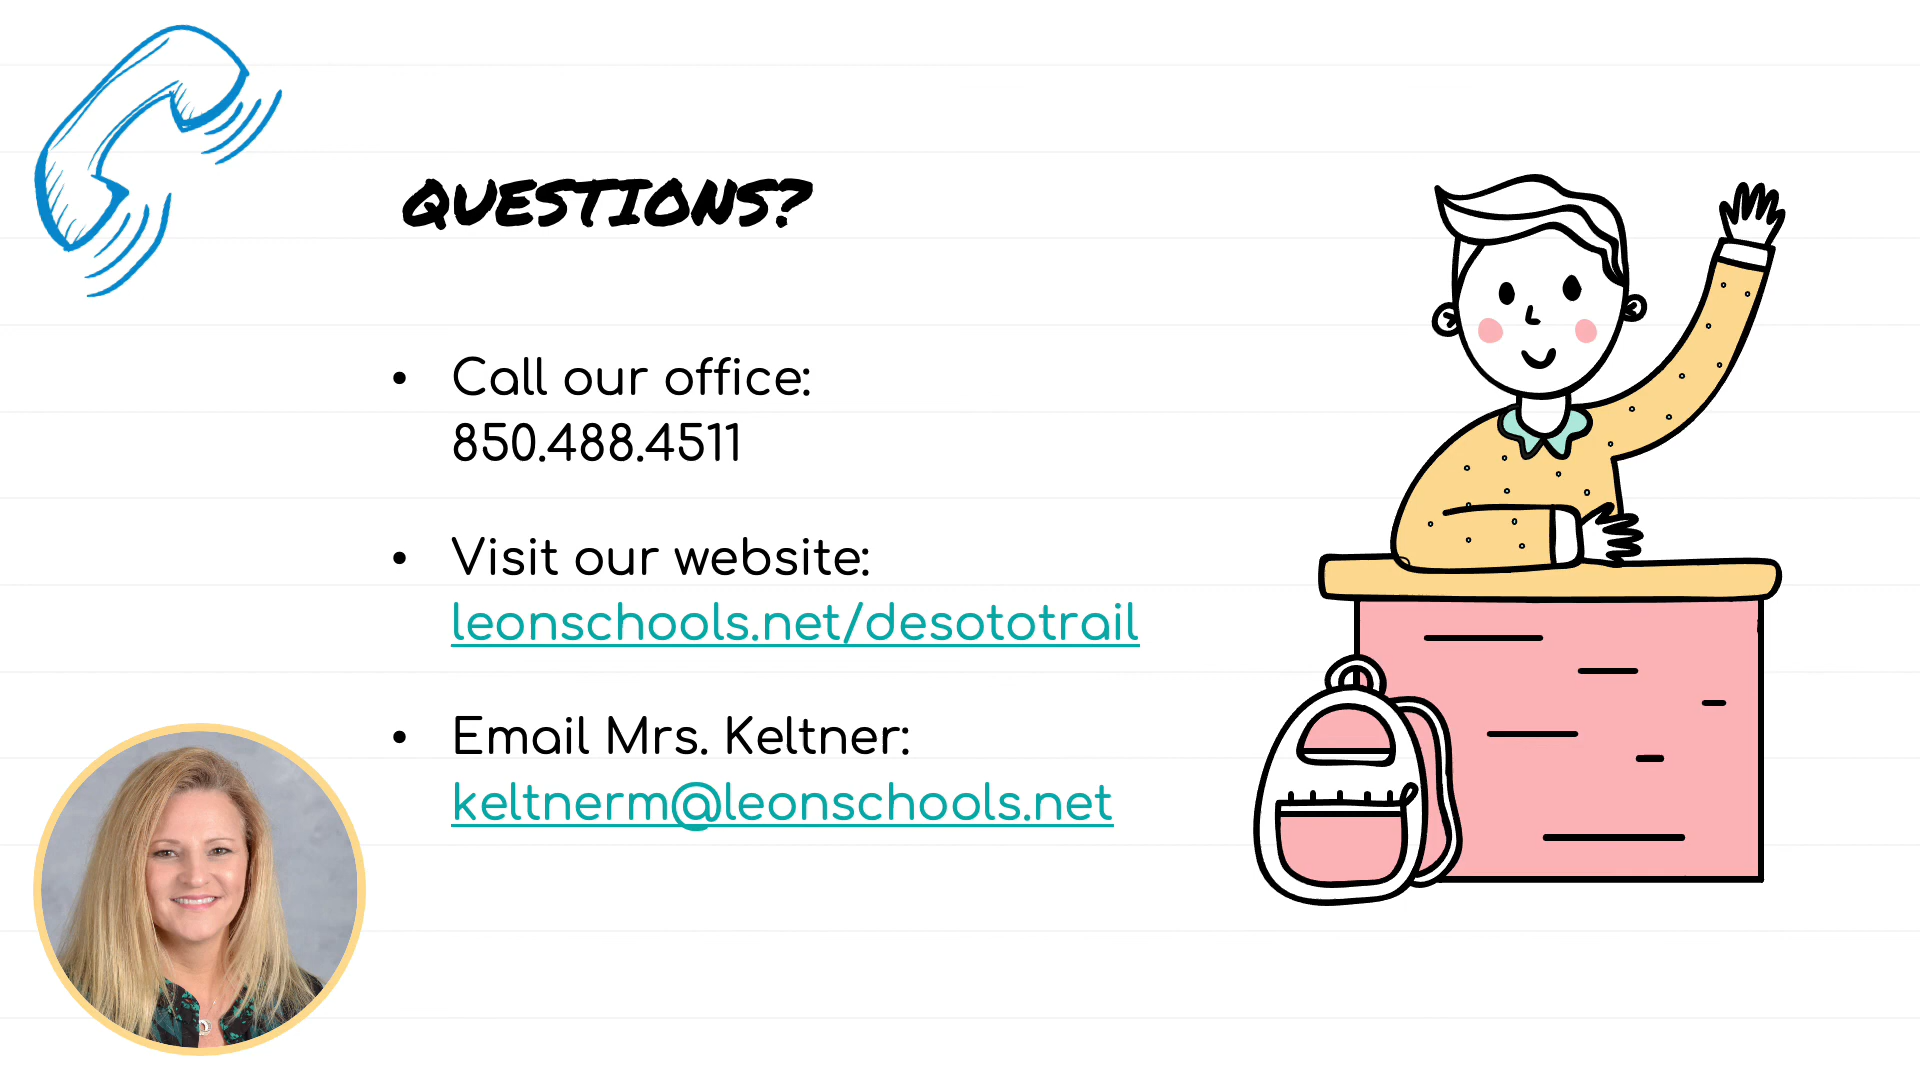 QUESTIONS?
• Call our office:
850.488.4511
• Visit our website:
leonschools.net/desototrail
• Email Mrs. Keltner:
keltnerm@leonschools.net